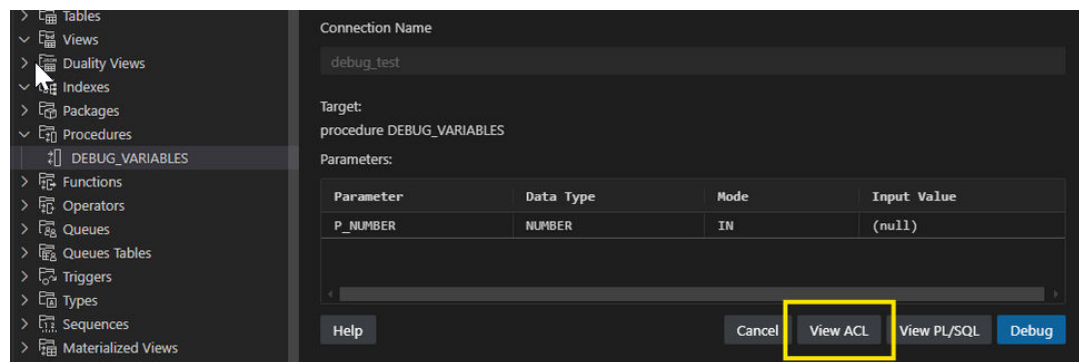 Tables
Views
Duality Views
Indexes
Packages
Procedures
DEBUG_VARIABLES
Functions
Operators
Queues
Queues Tables
Triggers
Types
Sequences
Materialized Views
Connection Name
debug_test
Target:
procedure DEBUG_VARIABLES
Parameters:
Parameter Data Type Mode Input Value
P_NUMBER NUMBER IN (null)
Help Cancel View ACL View PL/SQL Debug